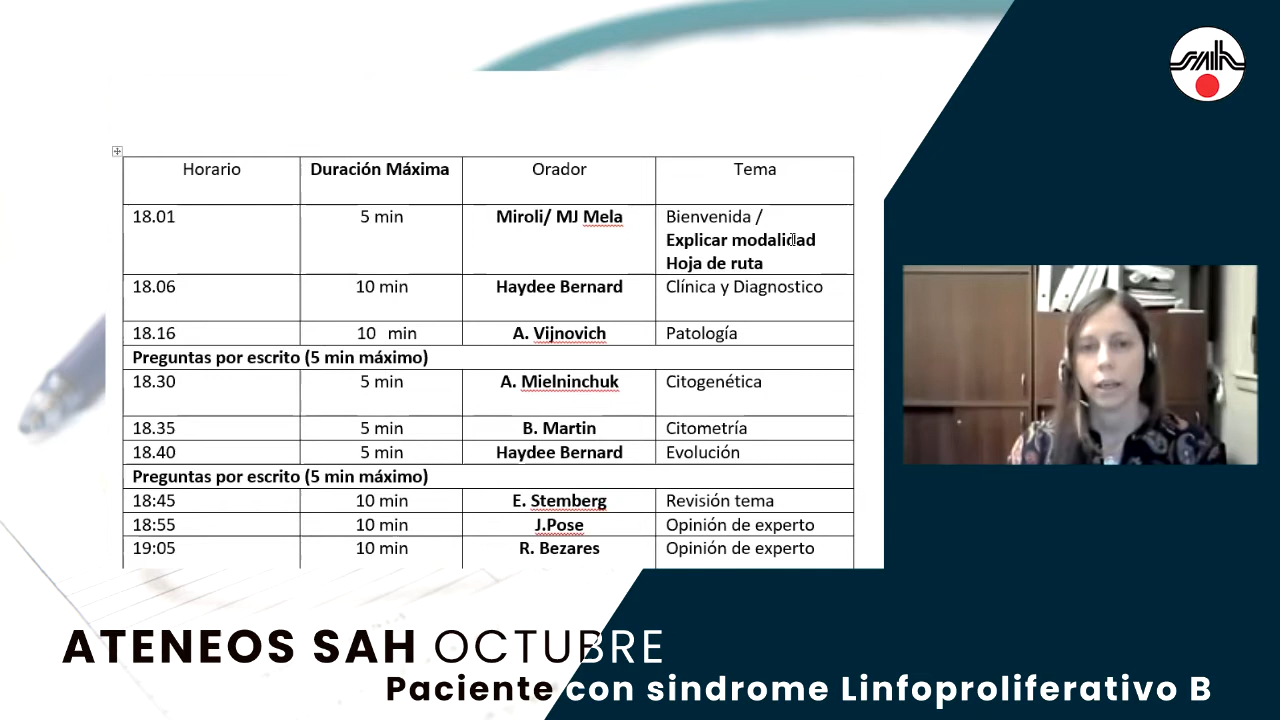 Horario Duración Máxima Orador Tema
18.01 5 min Miroli/ MJ Mela Bienvenida /
Explicar modalidad
Hoja de ruta
18.06 10 min Haydee Bernard Clínica y Diagnostico
18.16 10 min A. Vijnovich Patología
Preguntas por escrito (5 min máximo)
18.30 5 min A. Mielninchuk Citogenética
18.35 5 min B. Martin Citometría
18.40 5 min Haydee Bernard Evolución
Preguntas por escrito (5 min máximo)
18:45 10 min E. Stemberg Revisión tema
18:55 10 min J.Pose Opinión de experto
19:05 10 min R. Bezares Opinión de experto
ATENEOS SAH OCTUBRE
Paciente con sindrome Linfoproliferativo B